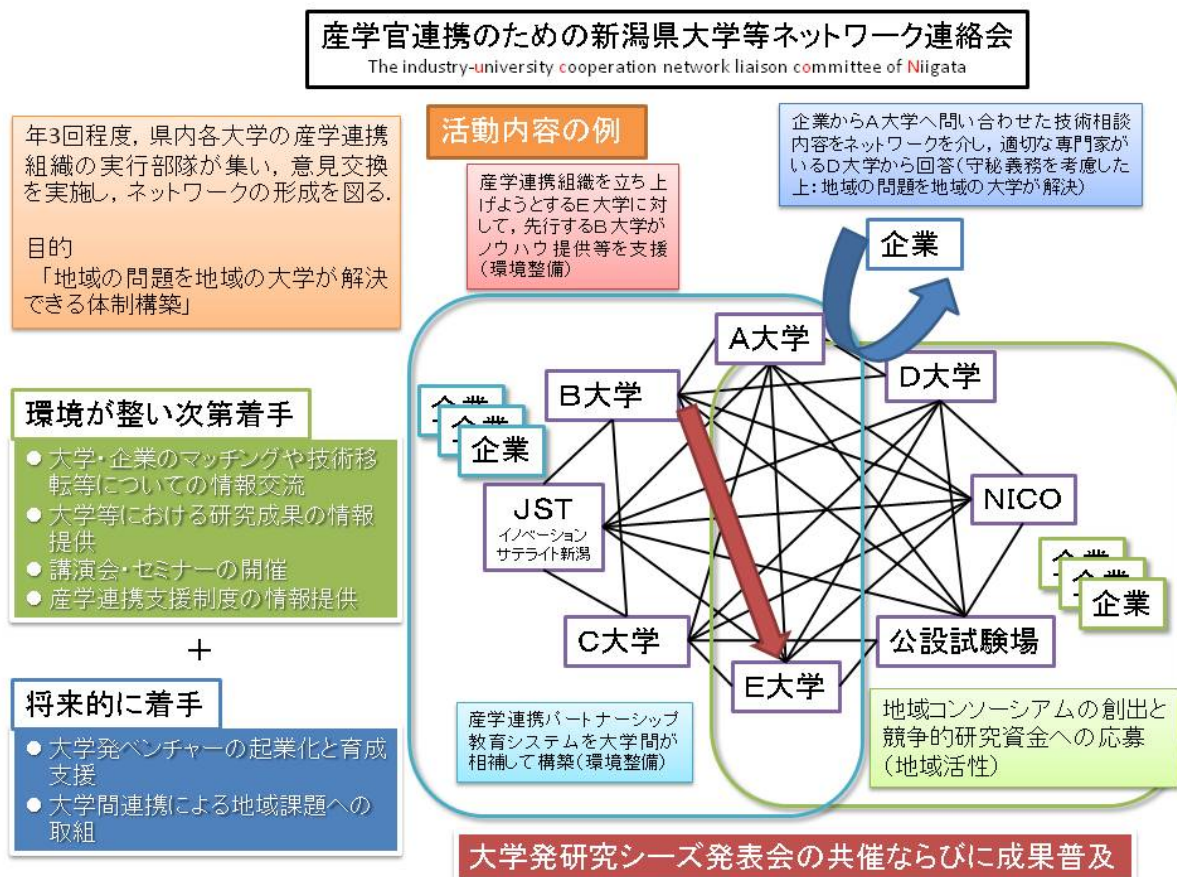 産学官連携のための新潟県大学等ネットワーク連絡会
The industry-university cooperation network liaison committee of Niigata
年3回程度，県内各大学の産学連携
組織の実行部隊が集い，意見交換
を実施し，ネットワークの形成を図る．
目的
「地域の問題を地域の大学が解決
できる体制構築」
活動内容の例
産学連携組織を立ち上
げようとするE大学に対
して，先行するB大学が
ノウハウ提供等を支援
（環境整備）
企業からA大学へ問い合わせた技術相談
内容をネットワークを介し，適切な専門家が
いるD大学から回答（守秘義務を考慮した
上：地域の問題を地域の大学が解決）
企業
A大学
D大学
B大学
企業
企業
企業
JST
イノベーション
サテライト新潟
NICO
企業
企業
企業
C大学
公設試験場
E大学
環境が整い次第着手
● 大学・企業のマッチングや技術移
転等についての情報交流
● 大学等における研究成果の情報
提供
● 講演会・セミナーの開催
● 産学連携支援制度の情報提供
＋
将来的に着手
● 大学発ベンチャーの起業化と育成
支援
● 大学間連携による地域課題への
取組
産学連携パートナーシップ
教育システムを大学間が
相補して構築（環境整備）
地域コンソーシアムの創出と
競争的研究資金への応募
（地域活性）
大学発研究シーズ発表会の共催ならびに成果普及